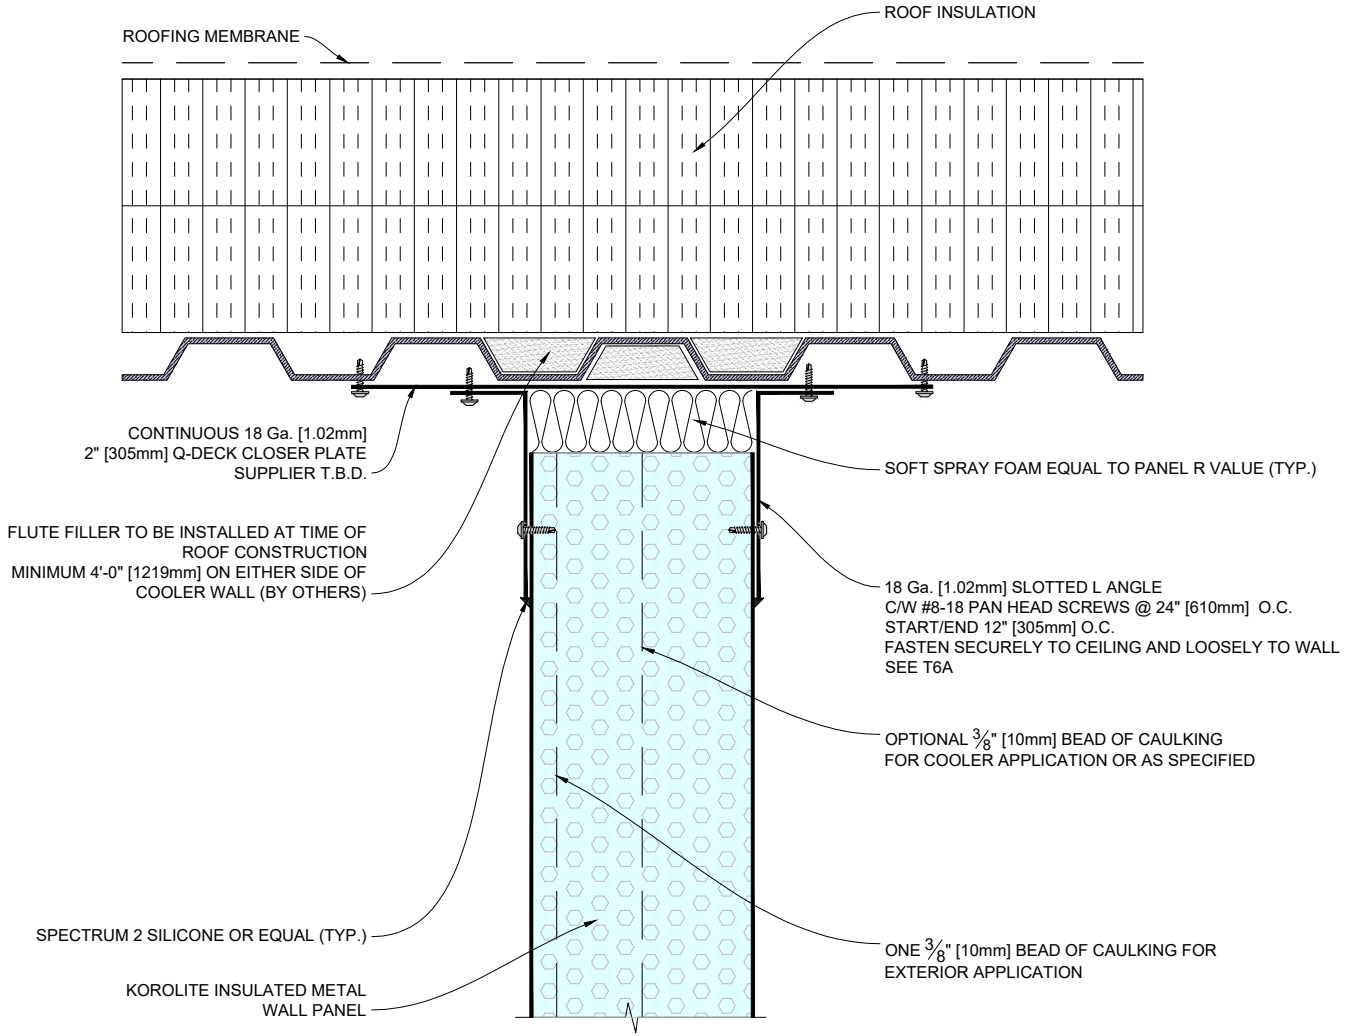 ROOFING MEMBRANE
ROOF INSULATION
CONTINUOUS 18 Ga. [1.02mm]
2" [305mm] Q-DECK CLOSER PLATE
SUPPLIER T.B.D.
SOFT SPRAY FOAM EQUAL TO PANEL R VALUE (TYP.)
FLUTE FILLER TO BE INSTALLED AT TIME OF
ROOF CONSTRUCTION
MINIMUM 4'-0" [1219mm] ON EITHER SIDE OF
COOLER WALL (BY OTHERS)
18 Ga. [1.02mm] SLOTTED L ANGLE
C/W #8-18 PAN HEAD SCREWS @ 24" [610mm] O.C.
START/END 12" [305mm] O.C.
FASTEN SECURELY TO CEILING AND LOOSELY TO WALL
SEE T6A
OPTIONAL 3/8" [10mm] BEAD OF CAULKING
FOR COOLER APPLICATION OR AS SPECIFIED
SPECTRUM 2 SILICONE OR EQUAL (TYP.)
ONE 3/8" [10mm] BEAD OF CAULKING FOR
EXTERIOR APPLICATION
KOROLITE INSULATED METAL
WALL PANEL